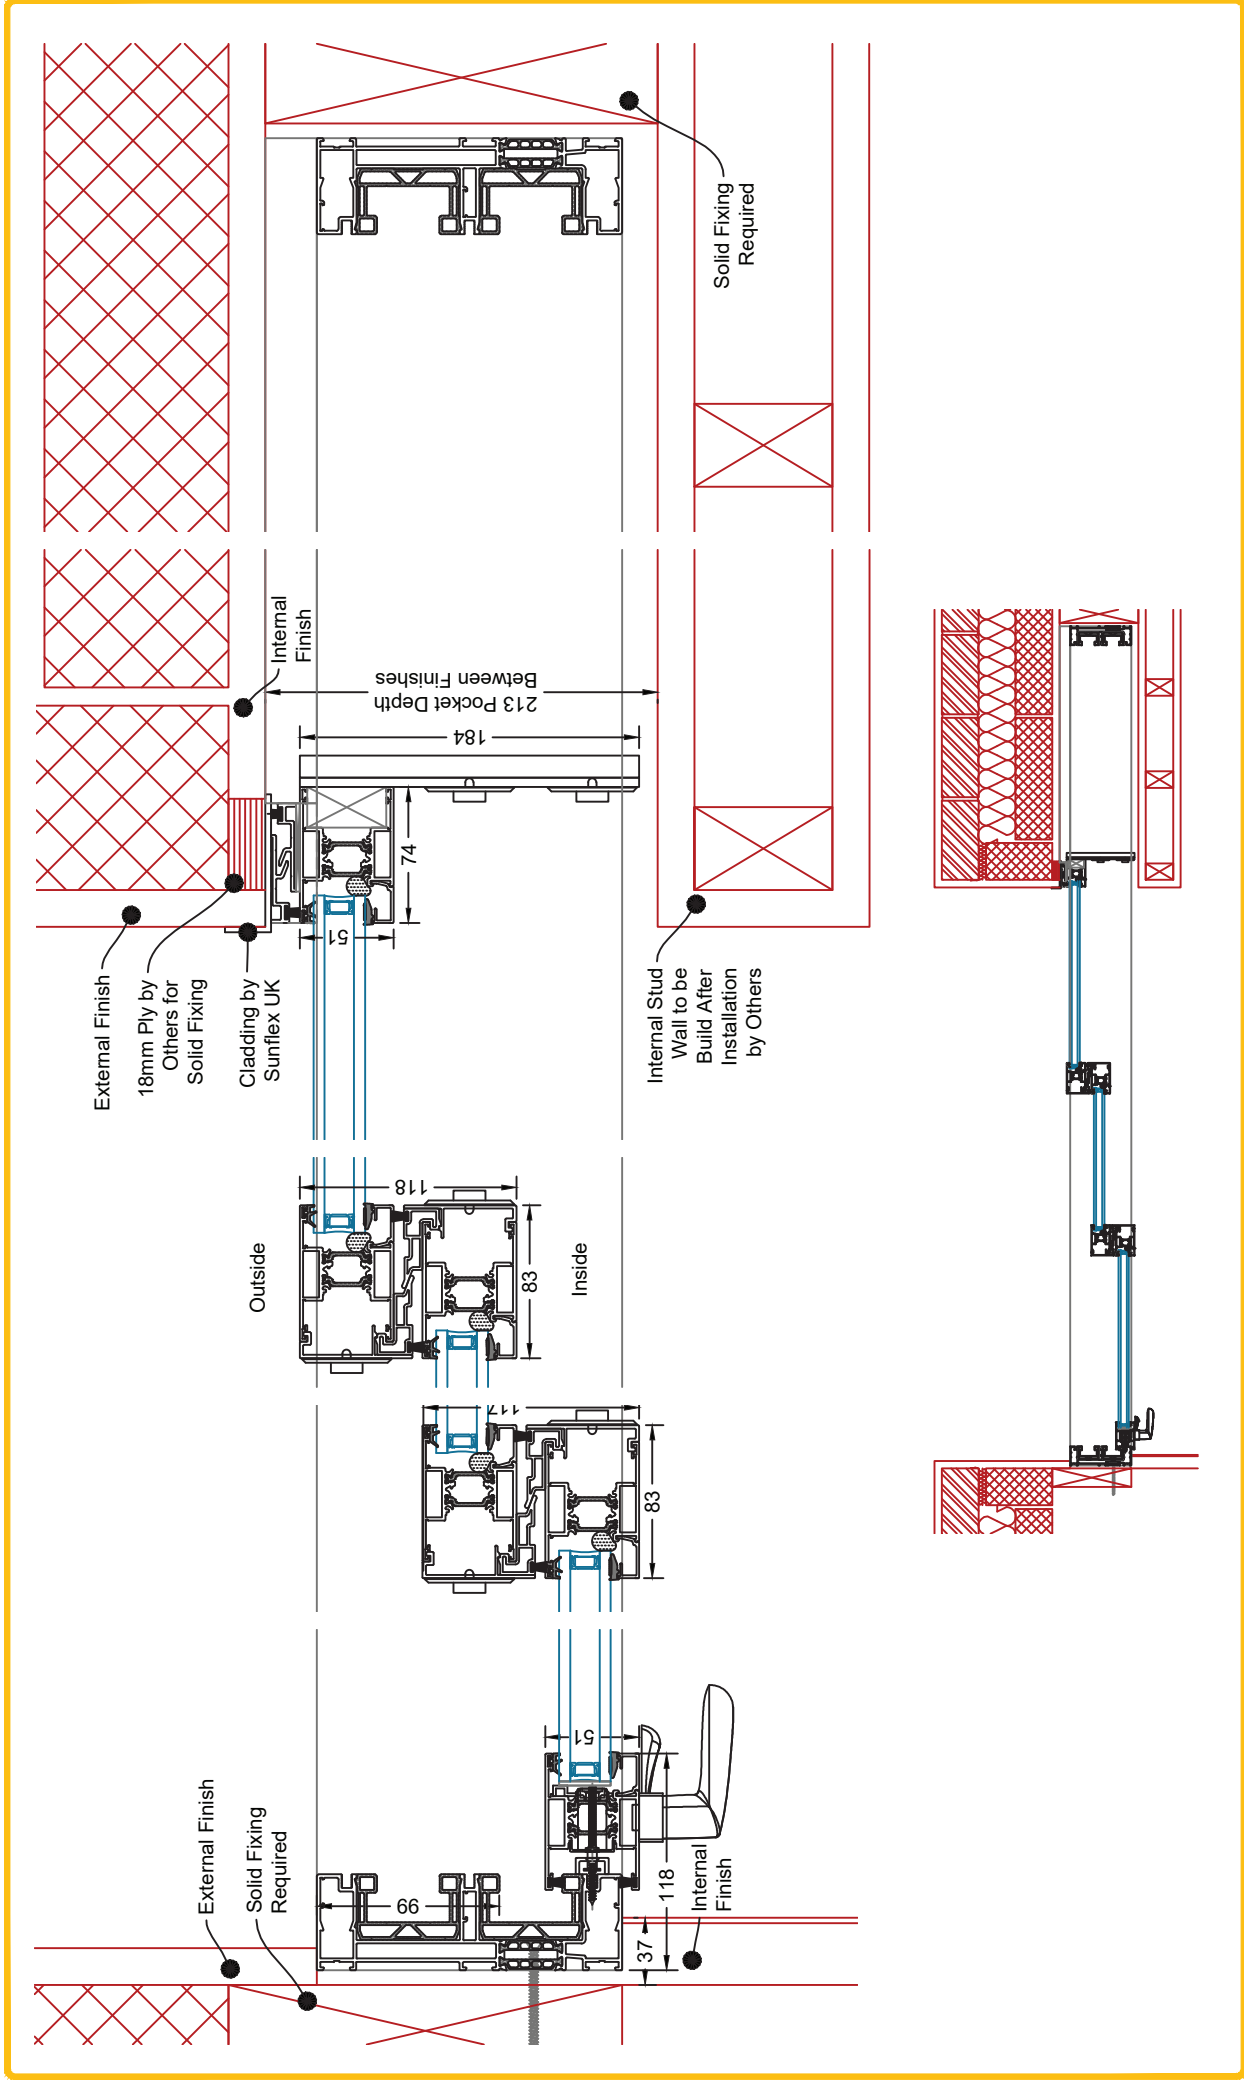 Solid Fixing
Required
Internal
Finish
213 Pocket Depth
Between Finishes
184
74
51
External Finish
18mm Ply by
Others for
Solid Fixing
Cladding by
Sunflex UK
Internal Stud
Wall to be
Build After
Installation
by Others
118
83
Outside
Inside
117
83
51
118
99
37
External Finish
Solid Fixing
Required
Internal
Finish